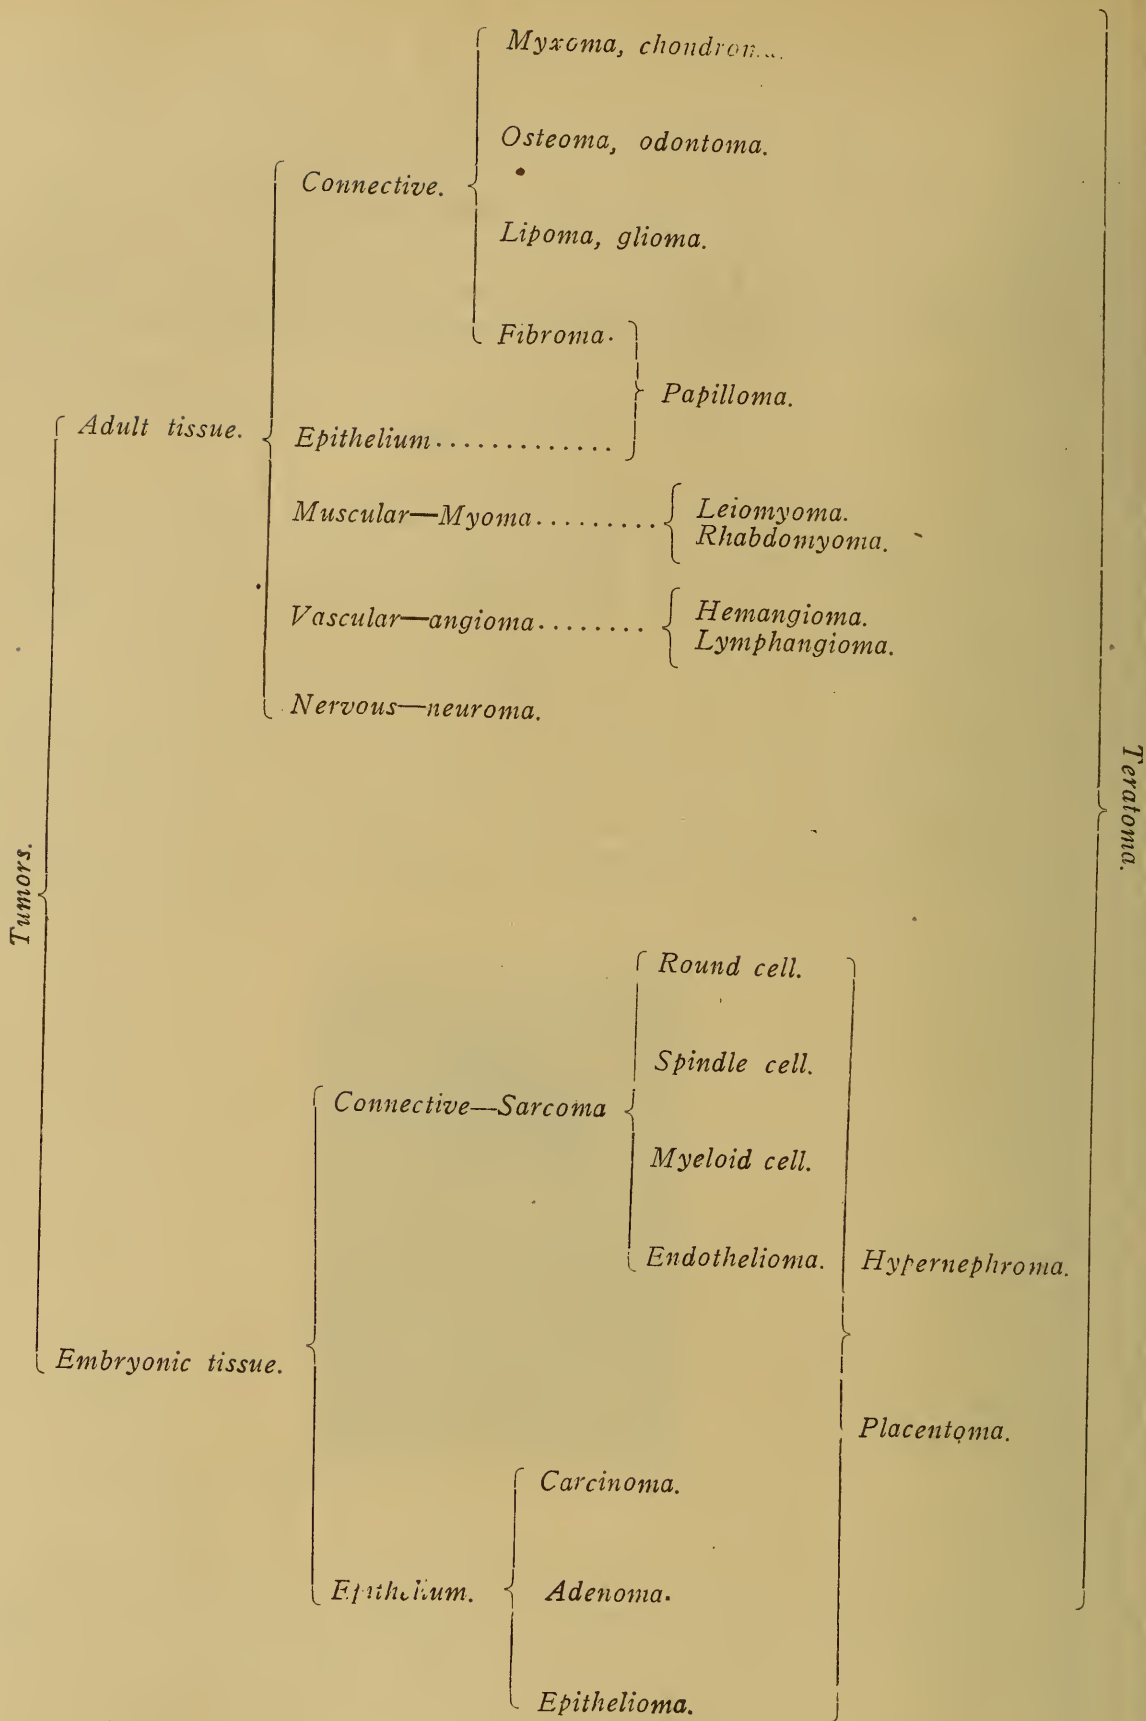 Myxoma,
Osteoma, odontoma.
Connective.
Lipoma, glioma.
Fibroma.
Papilloma.
Adult tissue.
Epithelium.............
Muscular—Myoma.........
Leiomyoma.
Rhabdomyoma.
Vascular—angioma........
Hemangioma.
Lymphangioma.
Nervous—neuroma.
Tumors.
Teratoma.
Round cell.
Spindle cell.
Connective—Sarcoma
Myeloid cell.
Endothelioma.
Hypernephroma.
Embryonic tissue.
Placentoma.
Carcinoma.
Epithelium.
Adenoma.
Epithelioma.